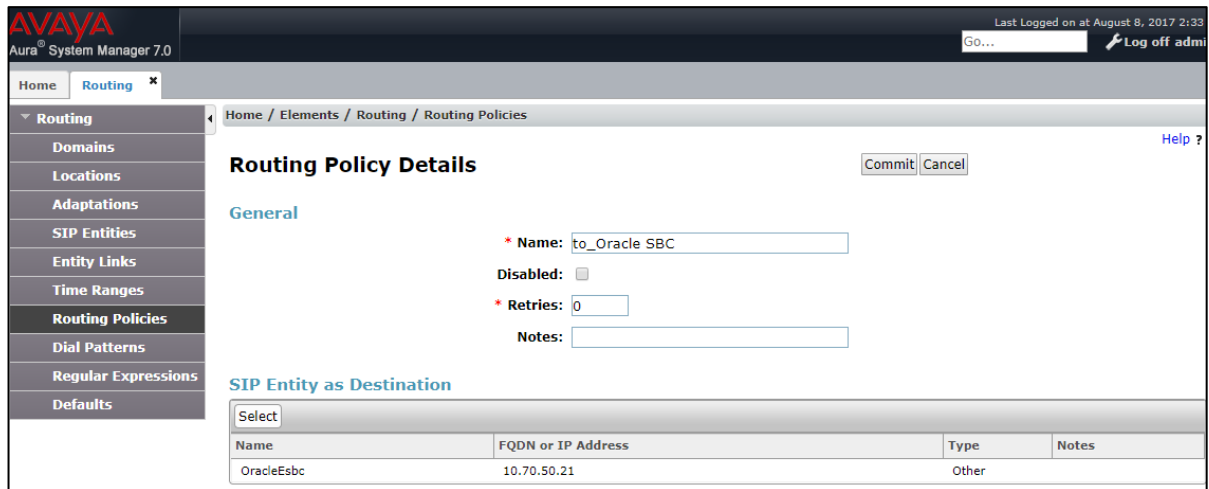 AVAYA
Last Logged on at August 8, 2017 2:33
Aura® System Manager 7.0
Go...
Log off admi
Home
Routing ×
Routing
Home / Elements / Routing / Routing Policies
Help ?
Domains
Locations
Adaptations
SIP Entities
Entity Links
Time Ranges
Routing Policies
Dial Patterns
Regular Expressions
Defaults
Routing Policy Details
Commit Cancel
General
* Name: to_Oracle SBC
Disabled:
* Retries: 0
Notes:
SIP Entity as Destination
Select
Name FQDN or IP Address Type Notes
OracleEsbc 10.70.50.21 Other